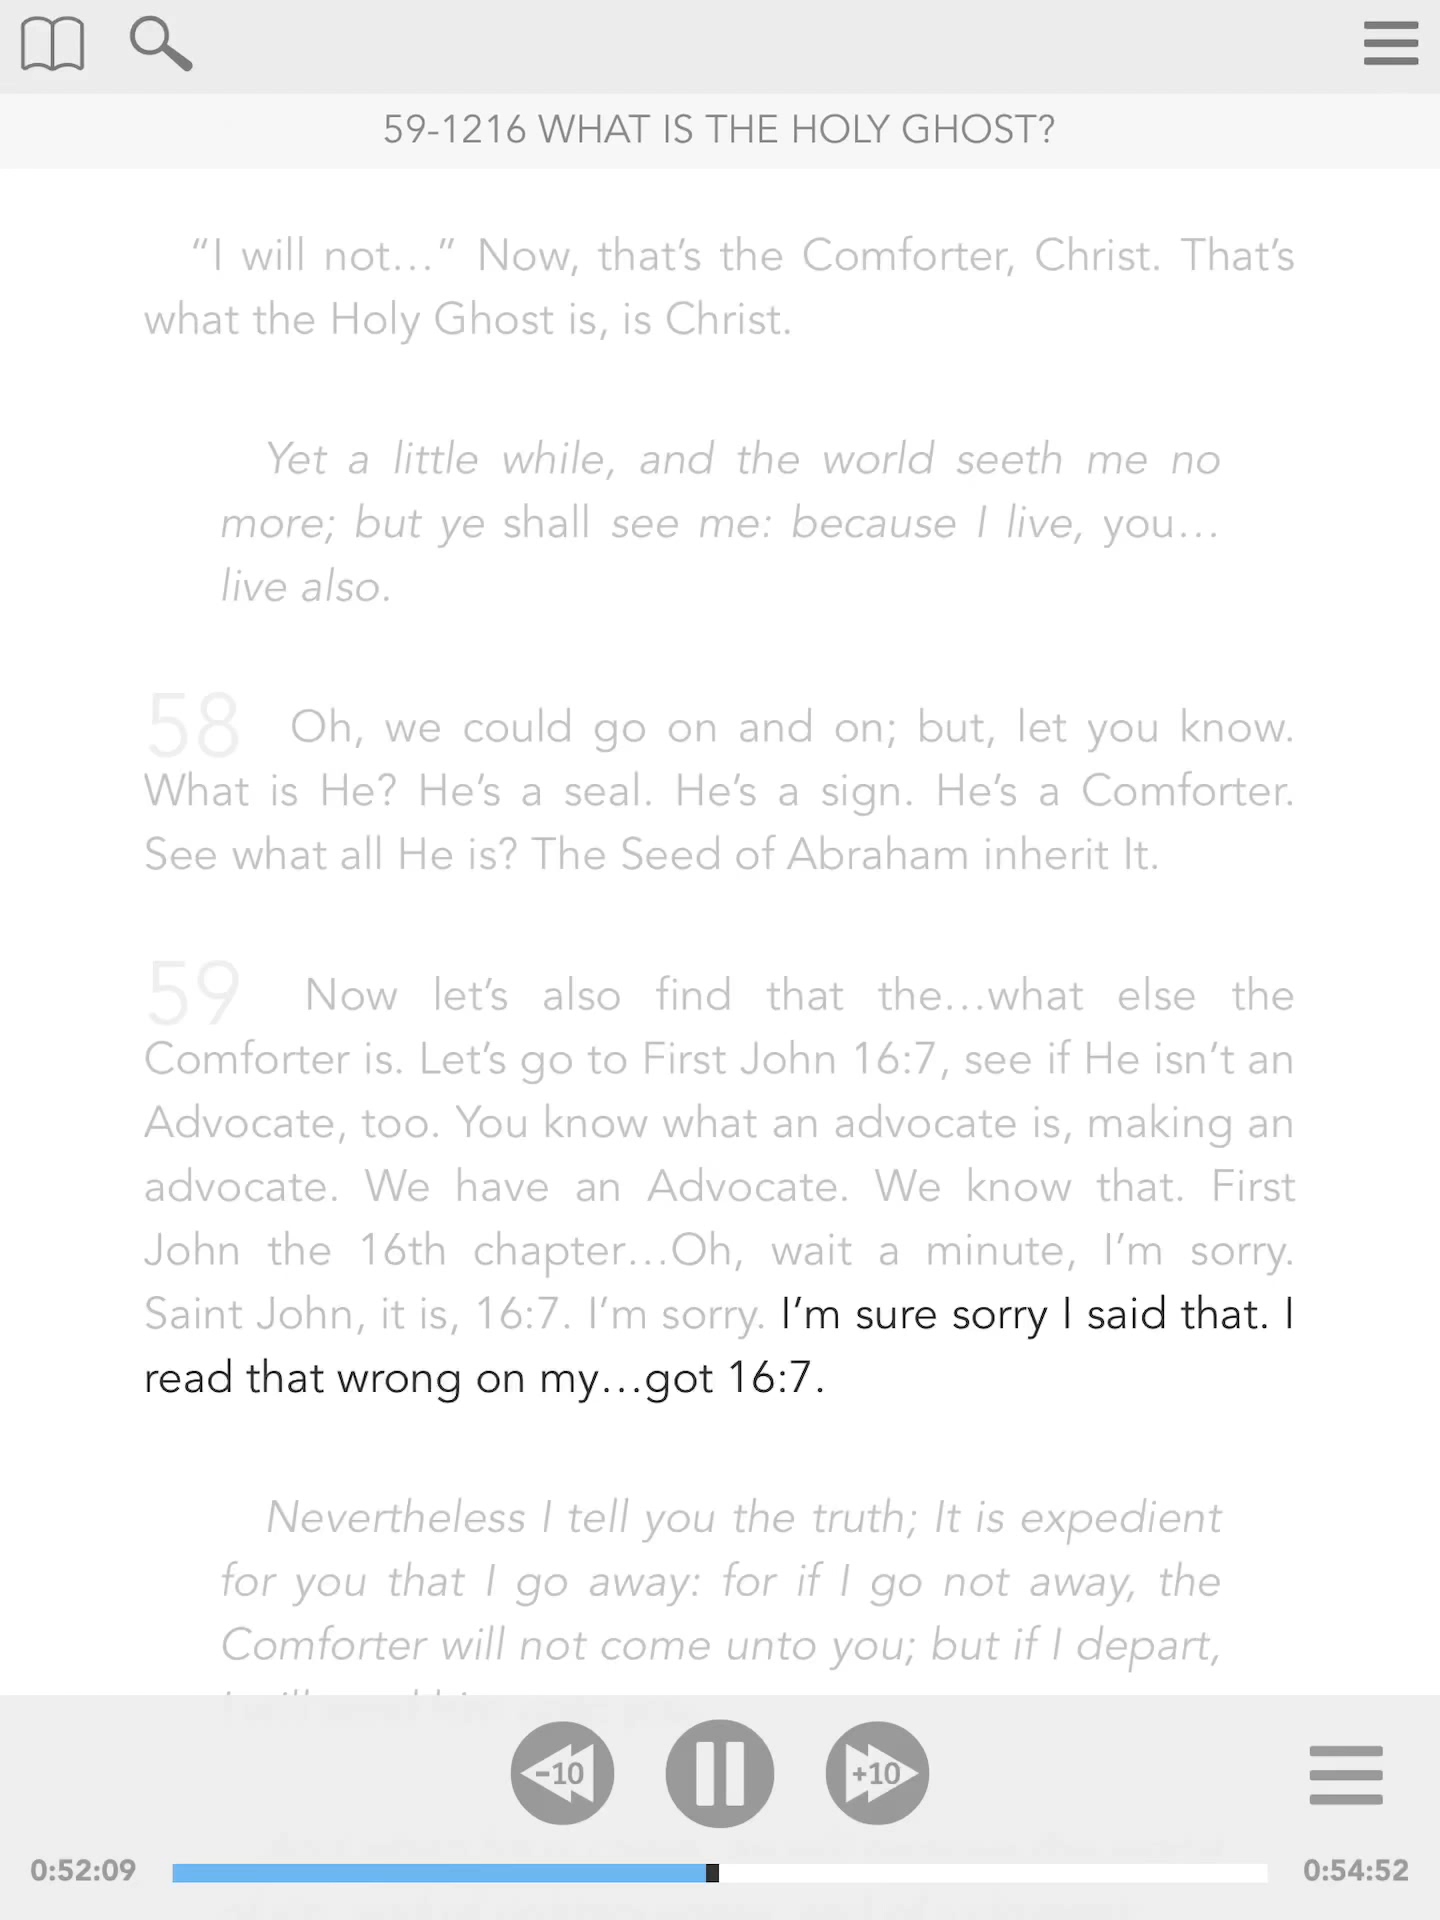 59-1216 WHAT IS THE HOLY GHOST?
“I will not…” Now, that’s the Comforter, Christ. That’s
what the Holy Ghost is, is Christ.
Yet a little while, and the world seeth me no
more; but ye shall see me: because I live, you…
live also.
58 Oh, we could go on and on; but, let you know.
What is He? He’s a seal. He’s a sign. He’s a Comforter.
See what all He is? The Seed of Abraham inherit It.
59 Now let’s also find that the…what else the
Comforter is. Let’s go to First John 16:7, see if He isn’t an
Advocate, too. You know what an advocate is, making an
advocate. We have an Advocate. We know that. First
John the 16th chapter…Oh, wait a minute, I’m sorry.
Saint John, it is, 16:7. I’m sorry. I’m sure sorry I said that. I
read that wrong on my…got 16:7.
Nevertheless I tell you the truth; It is expedient
for you that I go away: for if I go not away, the
Comforter will not come unto you; but if I depart,
-10 +10
0:52:09 0:54:52